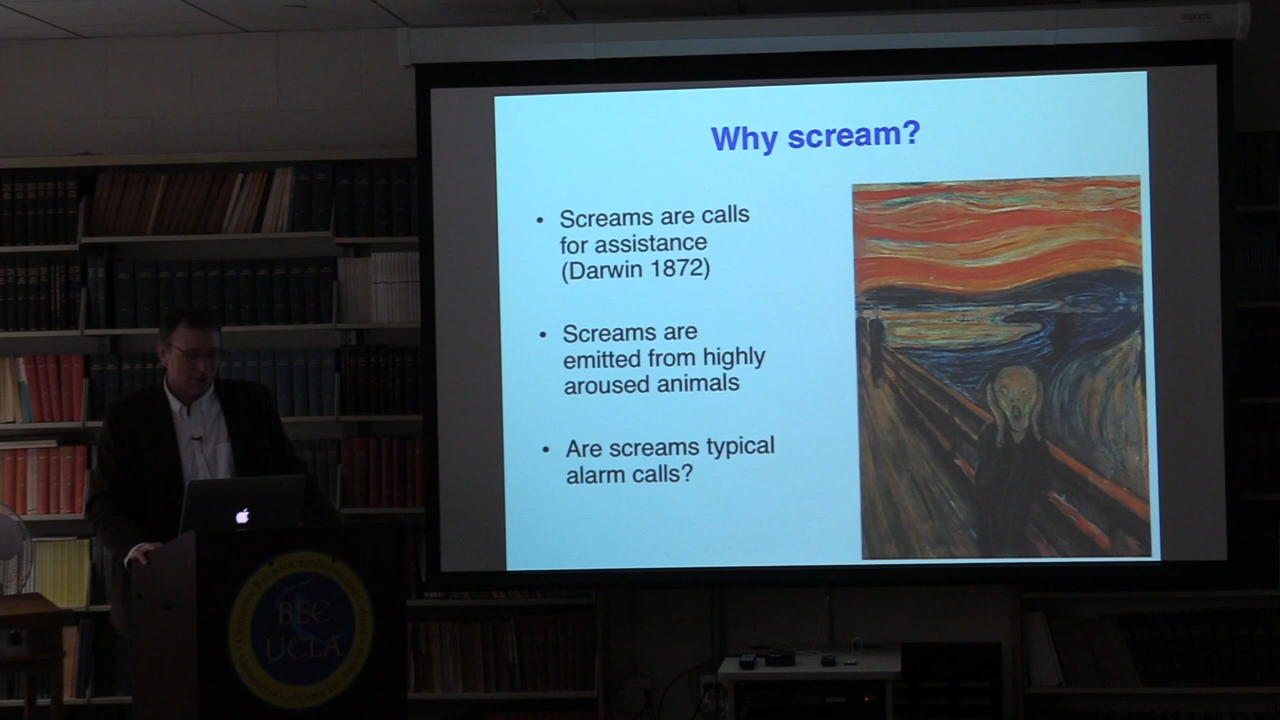 Why scream?
• Screams are calls
for assistance
(Darwin 1872)
• Screams are
emitted from highly
aroused animals
• Are screams typical
alarm calls?
BEC
UCLA